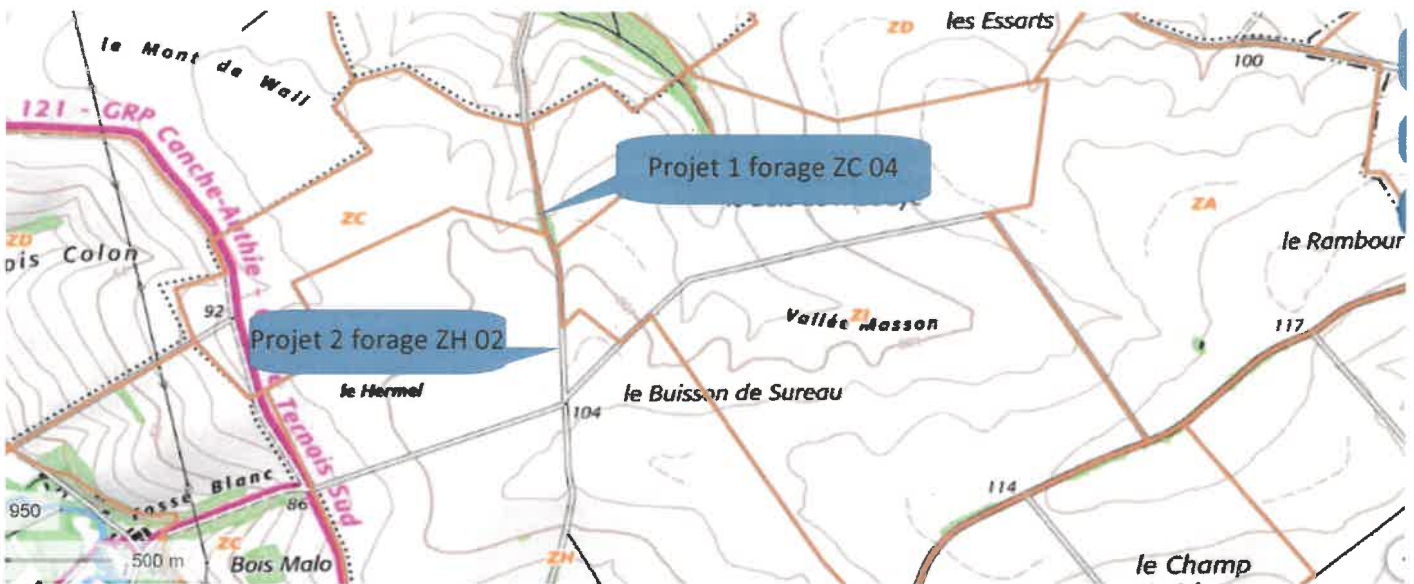 les Essarts
ZD
100
le Mont de Wail
121 - GRP Canche-Authie -
Ternois Sud
Projet 1 forage ZC 04
ZC
ZA
ZD
Colon
le Rambour
92
Vallée Masson
ZI
117
Projet 2 forage ZH 02
le Hermel
le Buisson de Sureau
104
Blanc
86
114
950
ZC
500 m
Bois Malo
ZH
le Champ